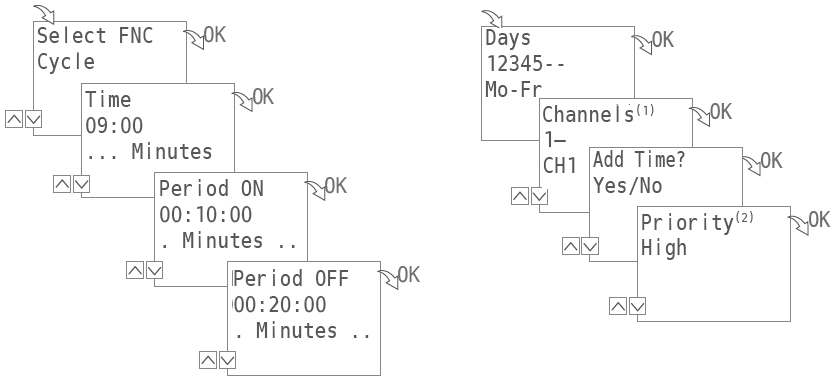 OK
Select FNC
Cycle
OK
Time
09:00
... Minutes
OK
Period ON
00:10:00
. Minutes ..
OK
Period OFF
00:20:00
. Minutes ..
OK
Days
12345--
Mo-Fr
OK
Channels(1)
1—
CH1
OK
Add Time?
Yes/No
OK
Priority(2)
High